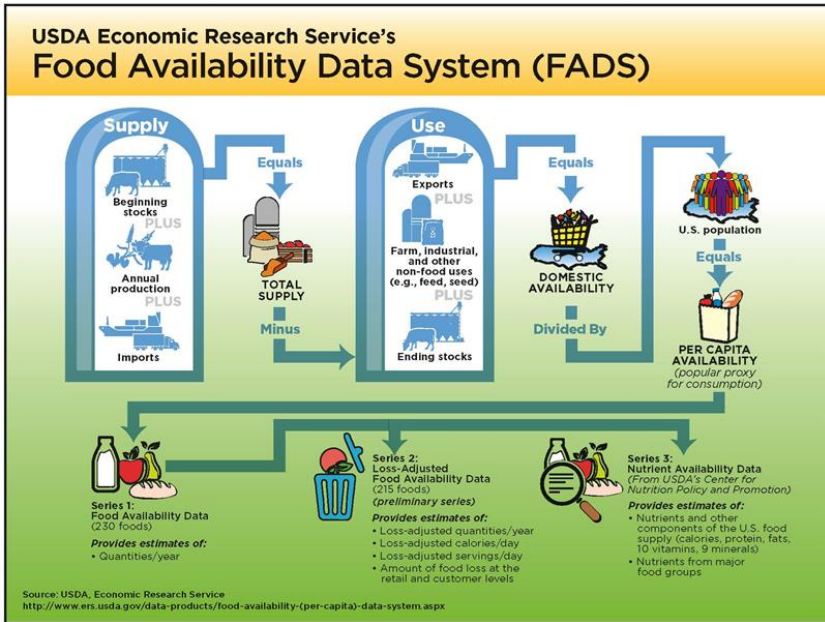 USDA Economic Research Service's
Food Availability Data System (FADS)
Supply
Beginning
stocks
PLUS
Annual
production
PLUS
Imports
Equals
TOTAL
SUPPLY
Minus
Use
Exports
PLUS
Farm, industrial,
and other
non-food uses
(e.g., feed, seed)
PLUS
Ending stocks
Equals
DOMESTIC
AVAILABILITY
Divided By
U.S. population
Equals
PER CAPITA
AVAILABILITY
(popular proxy
for consumption)
Series 1:
Food Availability Data
(230 foods)
Provides estimates of:
• Quantities/year
Series 2:
Loss-Adjusted
Food Availability Data
(215 foods)
(preliminary series)
Provides estimates of:
• Loss-adjusted quantities/year
• Loss-adjusted calories/day
• Loss-adjusted servings/day
• Amount of food loss at the
retail and customer levels
Series 3:
Nutrient Availability Data
(From USDA's Center for
Nutrition Policy and Promotion)
Provides estimates of:
• Nutrients and other
components of the U.S. food
supply (calories, protein, fats,
10 vitamins, 9 minerals)
• Nutrients from major
food groups
Source: USDA, Economic Research Service
http://www.ers.usda.gov/data-products/food-availability-(per-capita)-data-system.aspx